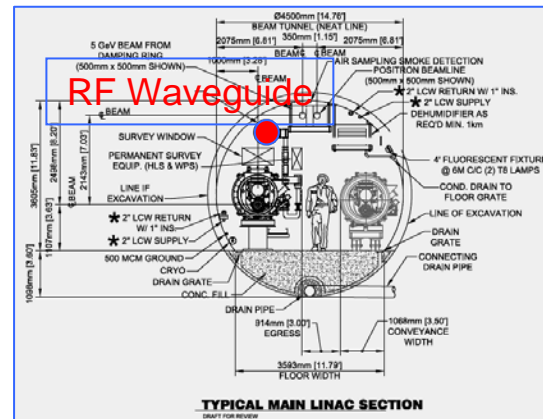 Ø4500mm [14.76']
BEAM TUNNEL (NEAT LINE)
2075mm [6.81'] 350mm [1.15'] 2075mm [6.81']
5 GeV BEAM FROM
DAMPING RING
(500mm x 500mm SHOWN)
BEAM ℄ ℄ BEAM
1000mm [3.28']
℄ BEAM
AIR SAMPLING SMOKE DETECTION
POSITRON BEAMLINE
(500mm x 500mm SHOWN)
RF Waveguide
℄ BEAM
* 2" LCW RETURN W/ 1" INS.
* 2" LCW SUPPLY
DEHUMIDIFIER AS
REQ'D MIN. 1km
SURVEY WINDOW
PERMANENT SURVEY
EQUIP. (HLS & WPS)
4' FLUORESCENT FIXTURE
@ 6M C/C (2) T8 LAMPS
COND. DRAIN TO
FLOOR GRATE
LINE IF
EXCAVATION
LINE OF EXCAVATION
* 2" LCW RETURN
W/ 1" INS.
* 2" LCW SUPPLY
500 MCM GROUND
CRYO
DRAIN GRATE
CONC. FILL
DRAIN PIPE
DRAIN
GRATE
CONNECTING
DRAIN PIPE
3605mm [11.83']
2498mm [8.20']
2143mm [7.03']
℄ BEAM
1107mm [3.63']
1098mm [3.60']
914mm [3.00']
EGRESS
1068mm [3.50']
CONVEYANCE
WIDTH
3593mm [11.79']
FLOOR WIDTH
TYPICAL MAIN LINAC SECTION
DRAFT FOR REVIEW